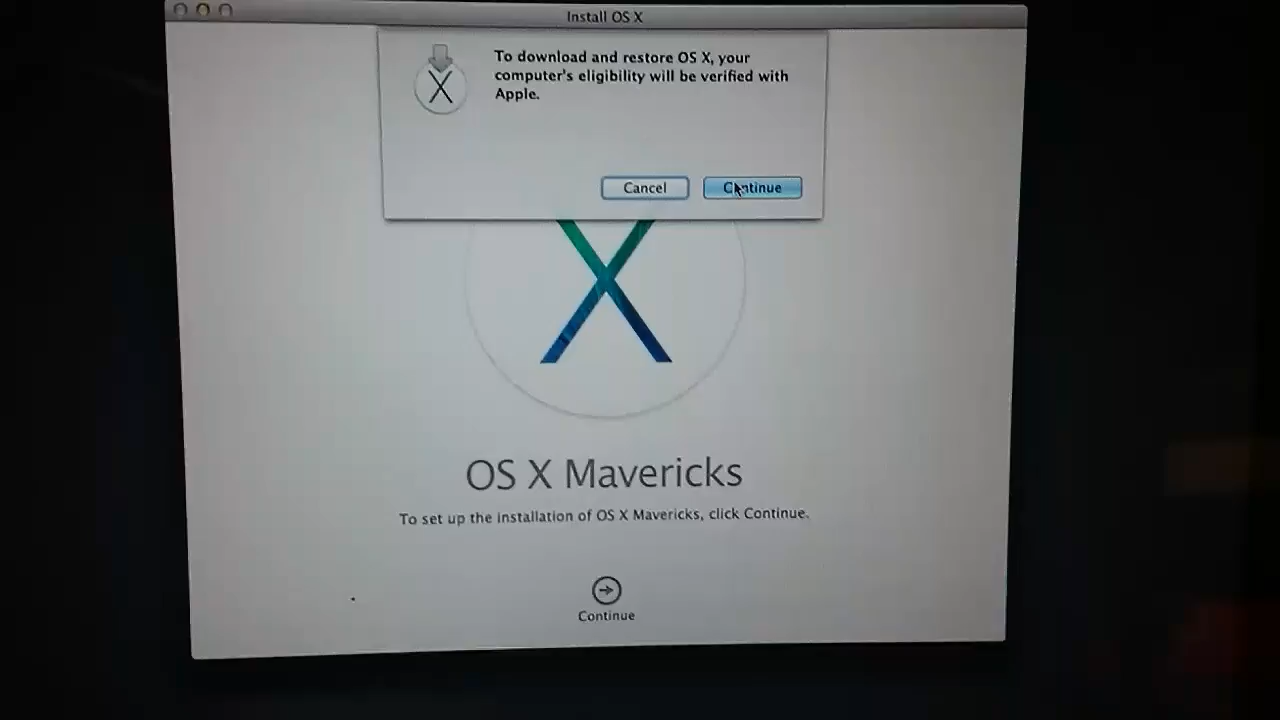 Install OS X
To download and restore OS X, your
computer's eligibility will be verified with
Apple.
Cancel
Continue
OS X Mavericks
To set up the installation of OS X Mavericks, click Continue.
Continue